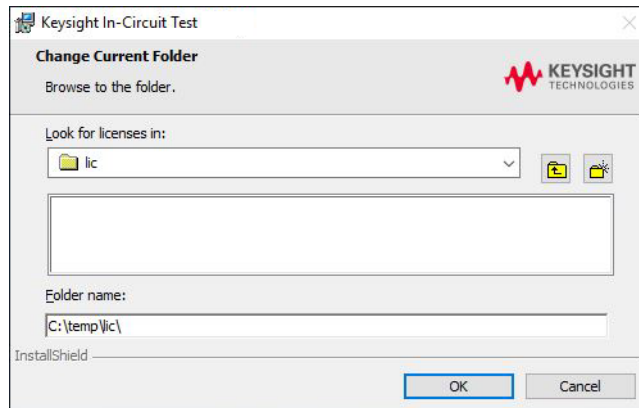 Keysight In-Circuit Test
Change Current Folder
Browse to the folder.
KEYSIGHT
TECHNOLOGIES
Look for licenses in:
lic
Folder name:
C:\temp\lic\
InstallShield
OK
Cancel